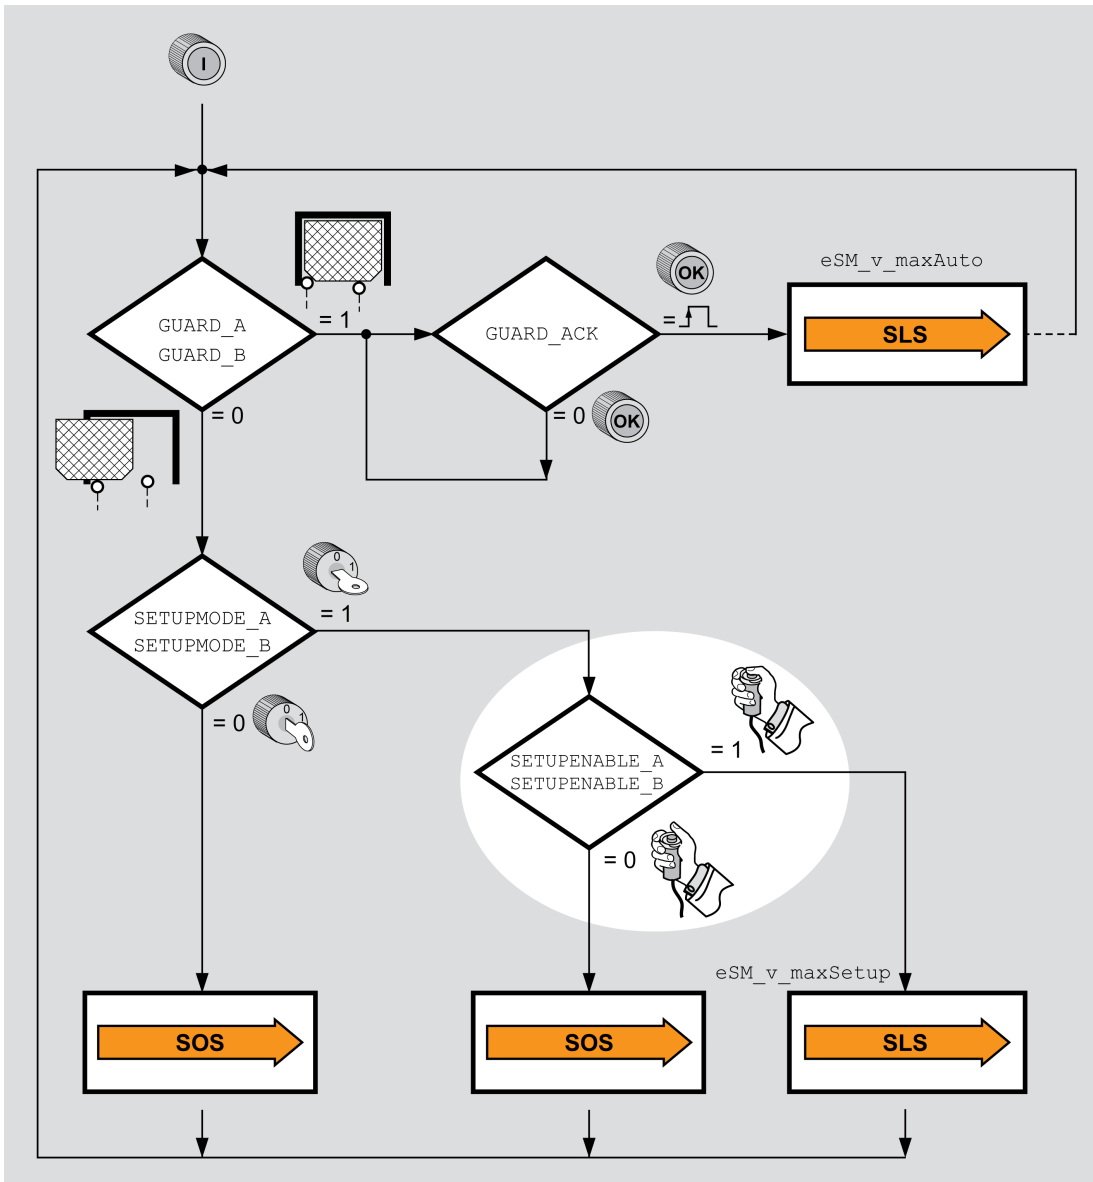 I
eSM_v_maxAuto
OK
GUARD_A
GUARD_B
= 1
GUARD_ACK
=
SLS
= 0
= 0
OK
0
1
SETUPMODE_A
SETUPMODE_B
= 1
= 0
0
1
SETUPENABLE_A
SETUPENABLE_B
= 1
= 0
eSM_v_maxSetup
SOS
SOS
SLS